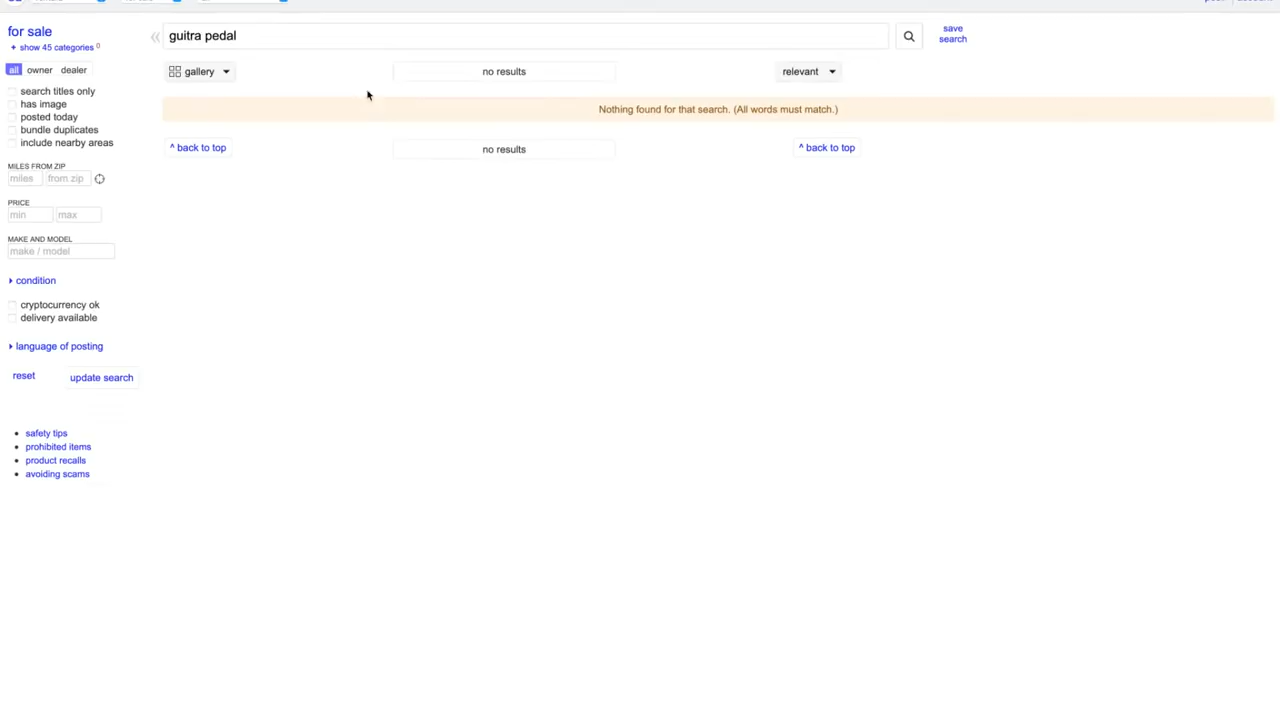 for sale
+ show 45 categories 0
all owner dealer
search titles only
has image
posted today
bundle duplicates
include nearby areas
MILES FROM ZIP
miles from zip
PRICE
min max
MAKE AND MODEL
make / model
condition
cryptocurrency ok
delivery available
language of posting
reset update search
safety tips
prohibited items
product recalls
avoiding scams
guitra pedal
save
search
gallery no results relevant
Nothing found for that search. (All words must match.)
^ back to top no results ^ back to top